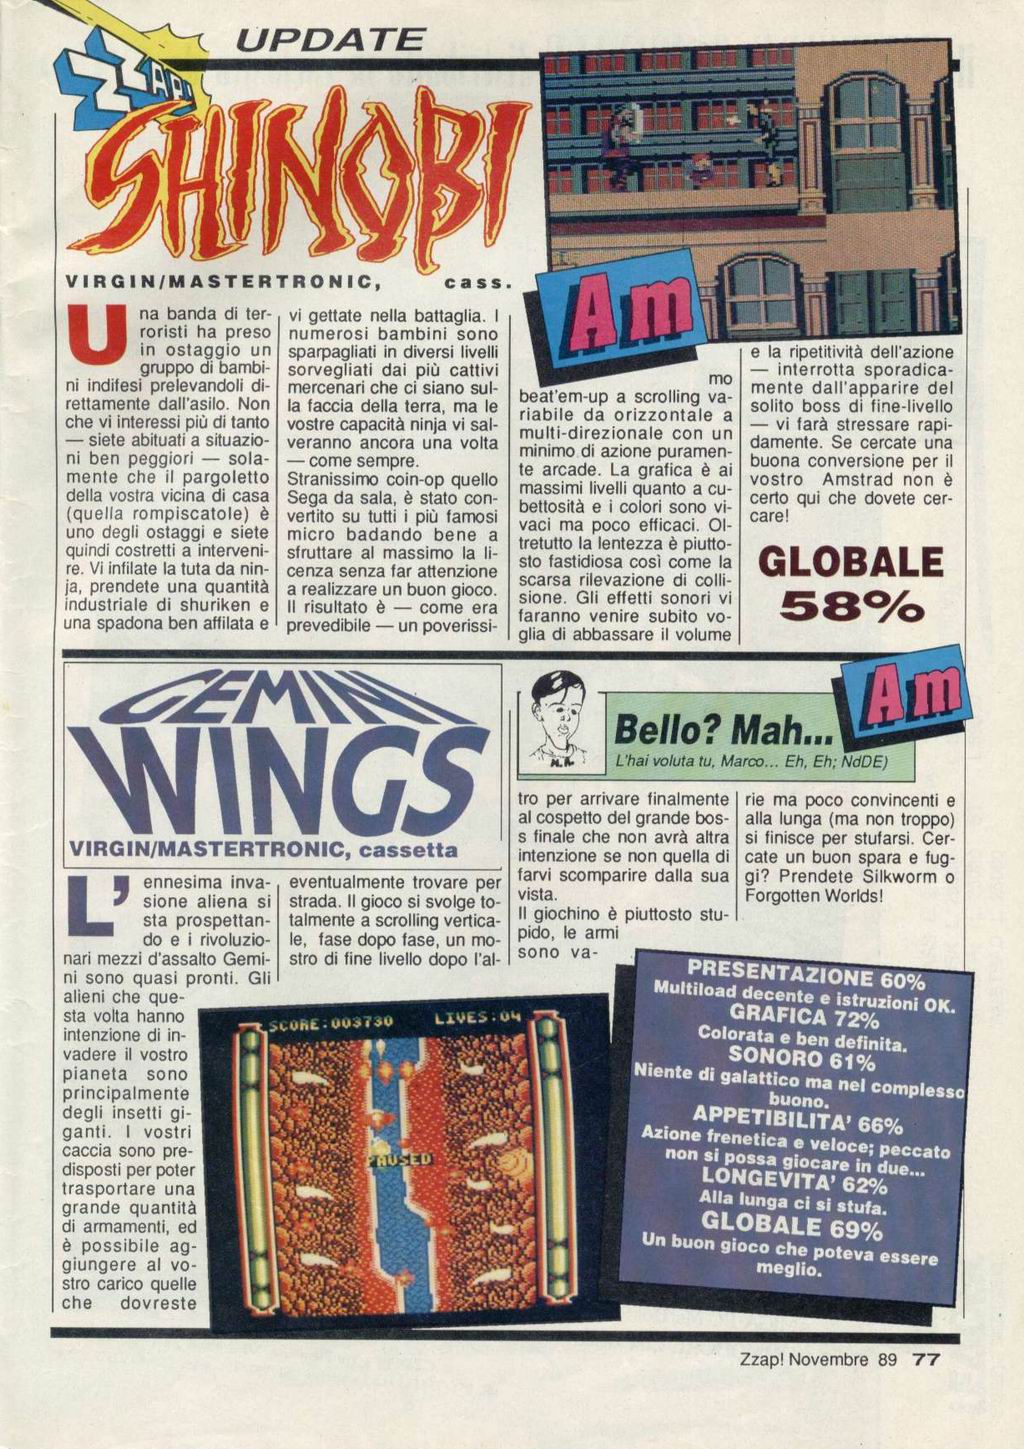 UPDATE
ZZAP!
SHINOBI
VIRGIN/MASTERTRONIC, cass.
Una banda di ter-
roristi ha preso
in ostaggio un
gruppo di bambi-
ni indifesi prelevandoli di-
rettamente dall'asilo. Non
che vi interessi più di tanto
— siete abituati a situazio-
ni ben peggiori — sola-
mente che il pargoletto
della vostra vicina di casa
(quella rompiscatole) è
uno degli ostaggi e siete
quindi costretti a interveni-
re. Vi infilate la tuta da nin-
ja, prendete una quantità
industriale di shuriken e
una spadona ben affilata e
vi gettate nella battaglia. I
numerosi bambini sono
sparpagliati in diversi livelli
sorvegliati dai più cattivi
mercenari che ci siano sul-
la faccia della terra, ma le
vostre capacità ninja vi sal-
veranno ancora una volta
— come sempre.
Stranissimo coin-op quello
Sega da sala, è stato con-
vertito su tutti i più famosi
micro badando bene a
sfruttare al massimo la li-
cenza senza far attenzione
a realizzare un buon gioco.
Il risultato è — come era
prevedibile — un poverissi-
Am
mo
beat'em-up a scrolling va-
riabile da orizzontale a
multi-direzionale con un
minimo di azione puramen-
te arcade. La grafica è ai
massimi livelli quanto a cu-
bettosità e i colori sono vi-
vaci ma poco efficaci. Ol-
tretutto la lentezza è piutto-
sto fastidiosa così come la
scarsa rilevazione di colli-
sione. Gli effetti sonori vi
faranno venire subito vo-
glia di abbassare il volume
e la ripetitività dell'azione
— interrotta sporadica-
mente dall'apparire del
solito boss di fine-livello
— vi farà stressare rapi-
damente. Se cercate una
buona conversione per il
vostro Amstrad non è
certo qui che dovete cer-
care!
GLOBALE
58%
GEMINI
WINGS
VIRGIN/MASTERTRONIC, cassetta
Am
Bello? Mah...
L'hai voluta tu, Marco... Eh, Eh; NdDE)
L'ennesima inva-
sione aliena si
sta prospettan-
do e i rivoluzio-
nari mezzi d'assalto Gemi-
ni sono quasi pronti. Gli
alieni che que-
sta volta hanno
intenzione di in-
vadere il vostro
pianeta sono
principalmente
degli insetti gi-
ganti. I vostri
caccia sono pre-
disposti per poter
trasportare una
grande quantità
di armamenti, ed
è possibile ag-
giungere al vo-
stro carico quelle
che dovreste
eventualmente trovare per
strada. Il gioco si svolge to-
talmente a scrolling vertica-
le, fase dopo fase, un mo-
stro di fine livello dopo l'al-
tro per arrivare finalmente
al cospetto del grande bos-
s finale che non avrà altra
intenzione se non quella di
farvi scomparire dalla sua
vista.
Il giochino è piuttosto stu-
pido, le armi
sono va-
rie ma poco convincenti e
alla lunga (ma non troppo)
si finisce per stufarsi. Cer-
cate un buon spara e fug-
gi? Prendete Silkworm o
Forgotten Worlds!
SCORE:003730 LIVES:04
PAUSED
PRESENTAZIONE 60%
Multiload decente e istruzioni OK.
GRAFICA 72%
Colorata e ben definita.
SONORO 61%
Niente di galattico ma nel complesso
buono.
APPETIBILITA' 66%
Azione frenetica e veloce; peccato
non si possa giocare in due...
LONGEVITA' 62%
Alla lunga ci si stufa.
GLOBALE 69%
Un buon gioco che poteva essere
meglio.
Zzap! Novembre 89 77